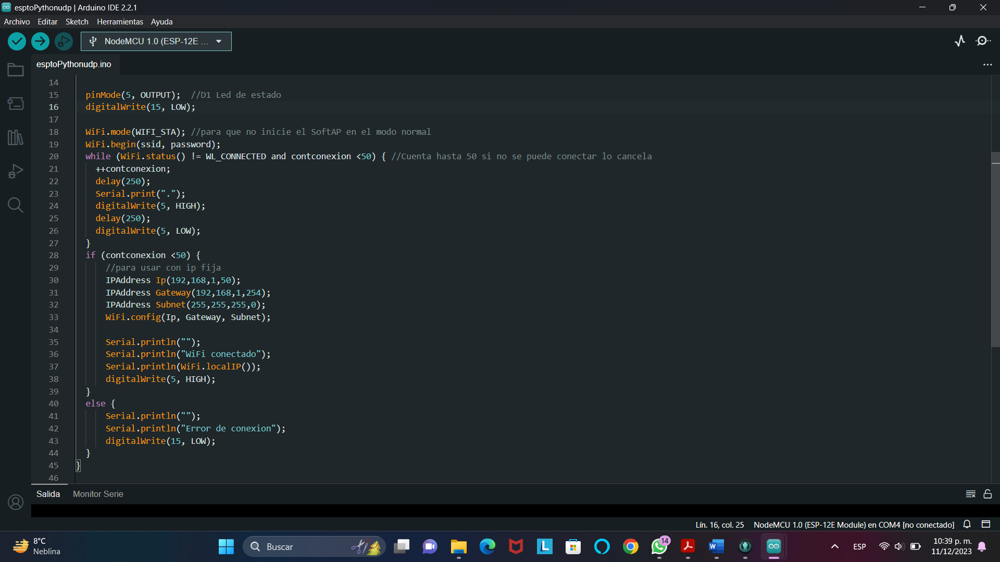 esptoPythonudp | Arduino IDE 2.2.1
Archivo Editar Sketch Herramientas Ayuda
NodeMCU 1.0 (ESP-12E ...
esptoPythonudp.ino
14
15 pinMode(5, OUTPUT); //D1 Led de estado
16 digitalWrite(15, LOW);
17
18 WiFi.mode(WIFI_STA); //para que no inicie el SoftAP en el modo normal
19 WiFi.begin(ssid, password);
20 while (WiFi.status() != WL_CONNECTED and contconexion <50) { //Cuenta hasta 50 si no se puede conectar lo cancela
21 ++contconexion;
22 delay(250);
23 Serial.print(".");
24 digitalWrite(5, HIGH);
25 delay(250);
26 digitalWrite(5, LOW);
27 }
28 if (contconexion <50) {
29 //para usar con ip fija
30 IPAddress Ip(192,168,1,50);
31 IPAddress Gateway(192,168,1,254);
32 IPAddress Subnet(255,255,255,0);
33 WiFi.config(Ip, Gateway, Subnet);
34
35 Serial.println("");
36 Serial.println("WiFi conectado");
37 Serial.println(WiFi.localIP());
38 digitalWrite(5, HIGH);
39 }
40 else {
41 Serial.println("");
42 Serial.println("Error de conexion");
43 digitalWrite(15, LOW);
44 }
45 }
46
Salida Monitor Serie
Lín. 16, col. 25 NodeMCU 1.0 (ESP-12E Module) en COM4 [no conectado]
8°C
Neblina
Buscar
L
14
W
ESP
10:39 p. m.
11/12/2023